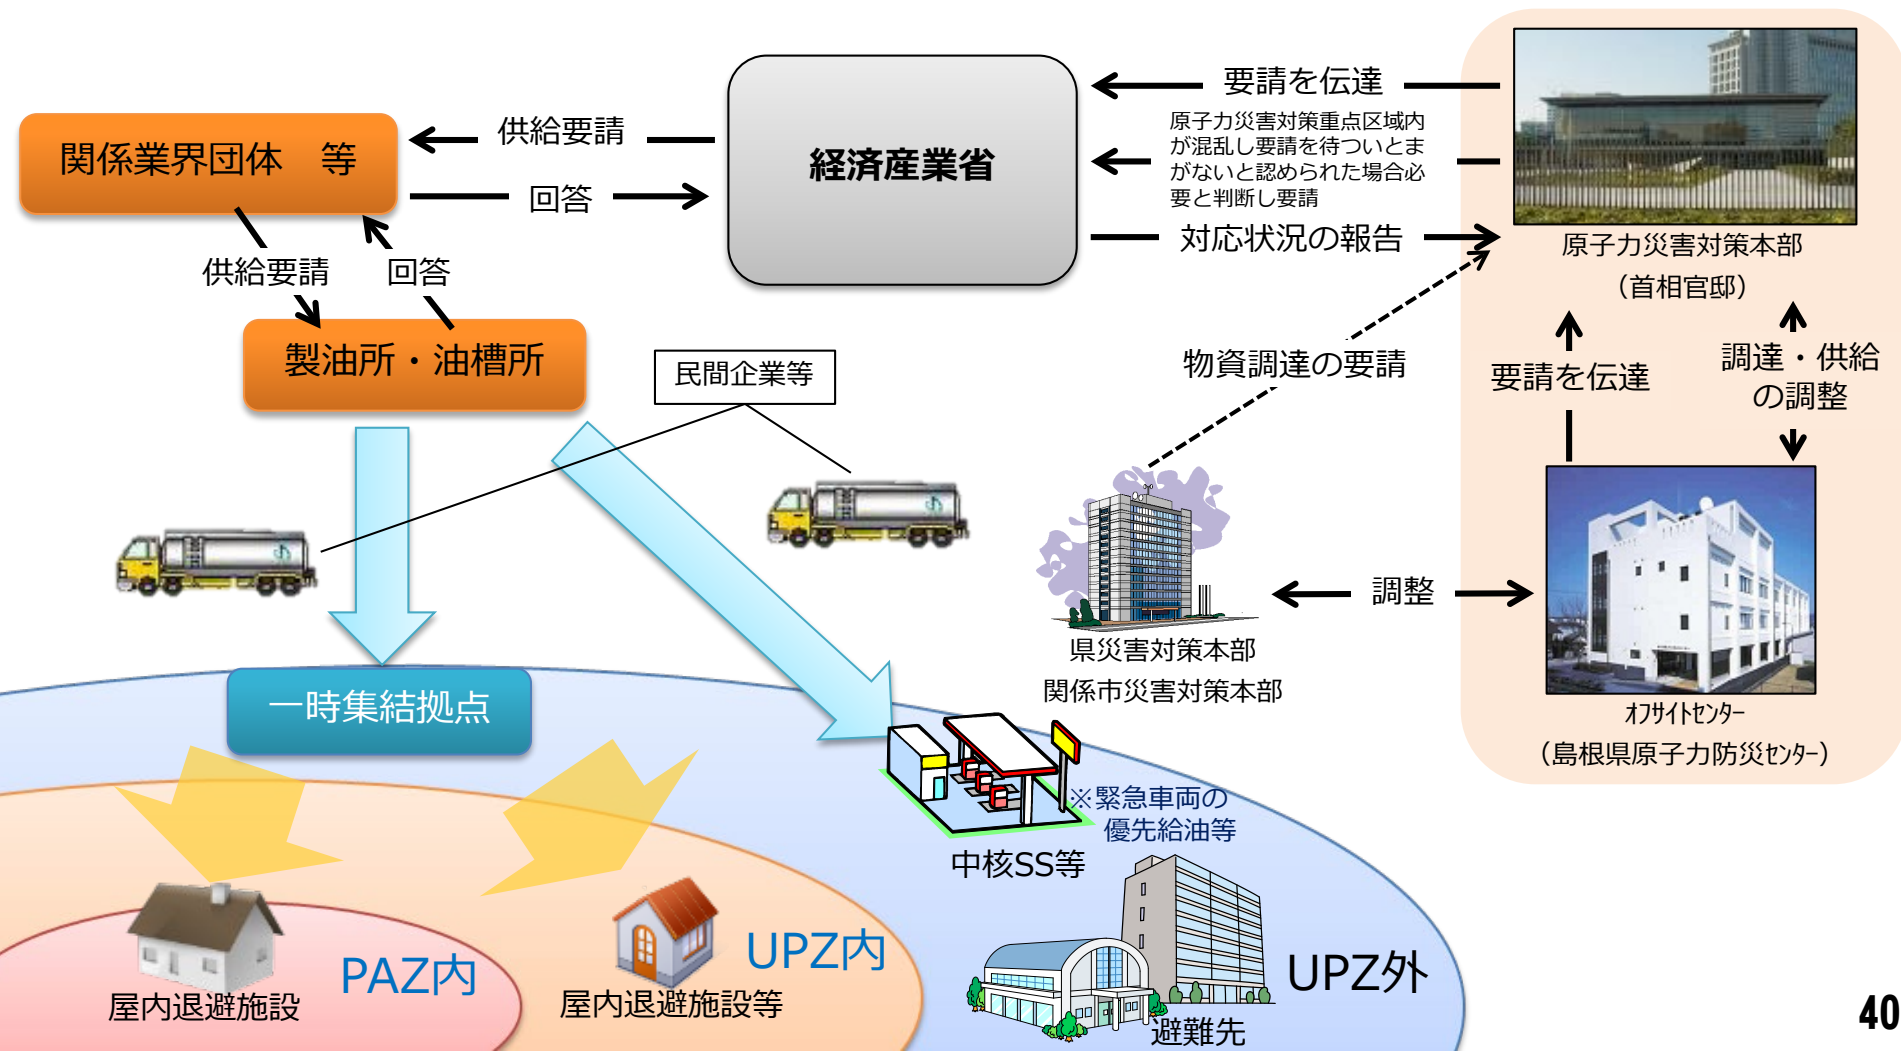 要請を伝達
原子力災害対策重点区域内
が混乱し要請を待ついとま
がないと認められた場合必
要と判断し要請
対応状況の報告
経済産業省
供給要請
回答
関係業界団体　等
供給要請
回答
製油所・油槽所
民間企業等
原子力災害対策本部
（首相官邸）
物資調達の要請
要請を伝達
調達・供給
の調整
調整
県災害対策本部
関係市災害対策本部
ｵﾌｻｲﾄｾﾝﾀｰ
（島根県原子力防災ｾﾝﾀｰ）
一時集結拠点
※緊急車両の
優先給油等
中核SS等
PAZ内
屋内退避施設
UPZ内
屋内退避施設等
UPZ外
避難先
40